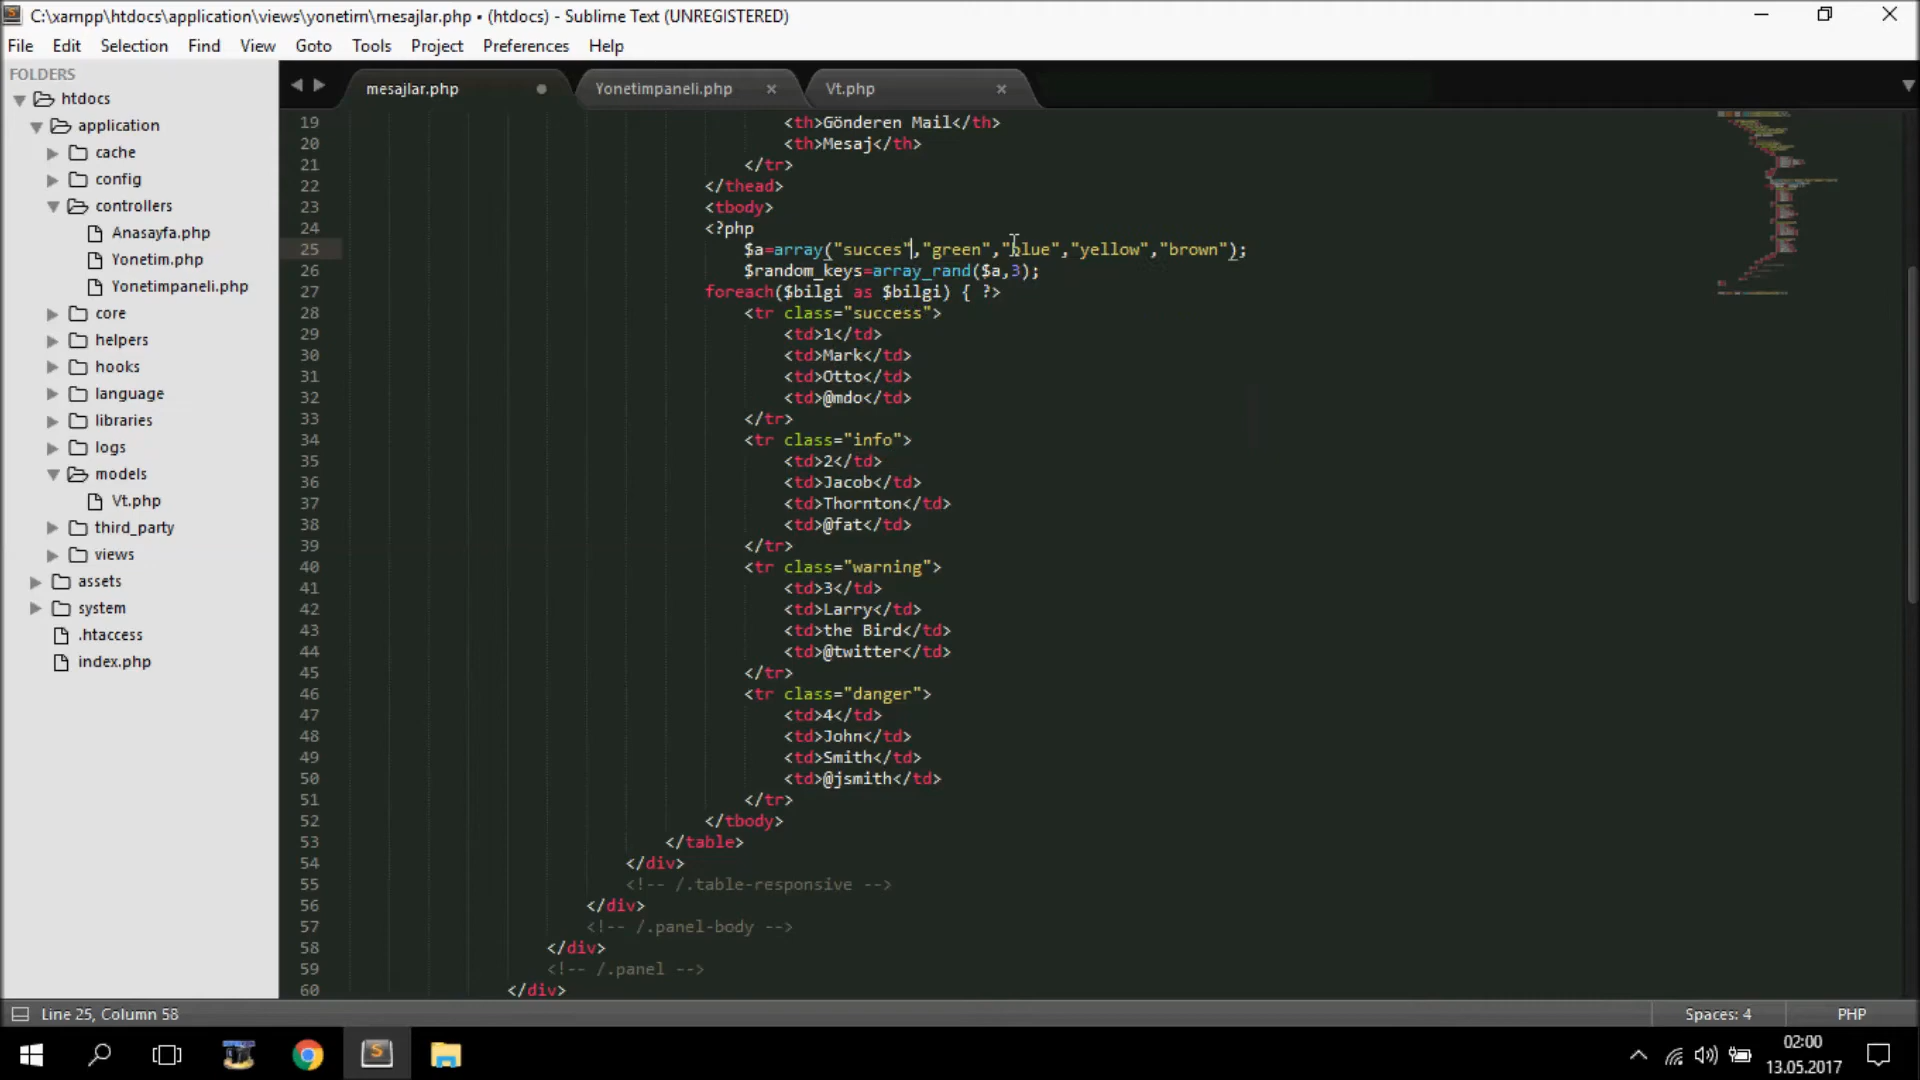 C:\xampp\htdocs\application\views\yonetim\mesajlar.php • (htdocs) - Sublime Text (UNREGISTERED)
File Edit Selection Find View Goto Tools Project Preferences Help
FOLDERS
htdocs
application
cache
config
controllers
Anasayfa.php
Yonetim.php
Yonetimpaneli.php
core
helpers
hooks
language
libraries
logs
models
Vt.php
third_party
views
assets
system
.htaccess
index.php
mesajlar.php Yonetimpaneli.php × Vt.php ×
19 <th>Gönderen Mail</th>
20 <th>Mesaj</th>
21 </tr>
22 </thead>
23 <tbody>
24 <?php
25 $a=array("succes","green","blue","yellow","brown");
26 $random_keys=array_rand($a,3);
27 foreach($bilgi as $bilgi) { ?>
28 <tr class="success">
29 <td>1</td>
30 <td>Mark</td>
31 <td>Otto</td>
32 <td>@mdo</td>
33 </tr>
34 <tr class="info">
35 <td>2</td>
36 <td>Jacob</td>
37 <td>Thornton</td>
38 <td>@fat</td>
39 </tr>
40 <tr class="warning">
41 <td>3</td>
42 <td>Larry</td>
43 <td>the Bird</td>
44 <td>@twitter</td>
45 </tr>
46 <tr class="danger">
47 <td>4</td>
48 <td>John</td>
49 <td>Smith</td>
50 <td>@jsmith</td>
51 </tr>
52 </tbody>
53 </table>
54 </div>
55 <!-- /.table-responsive -->
56 </div>
57 <!-- /.panel-body -->
58 </div>
59 <!-- /.panel -->
60 </div>
Line 25, Column 58 Spaces: 4 PHP
02:00
13.05.2017